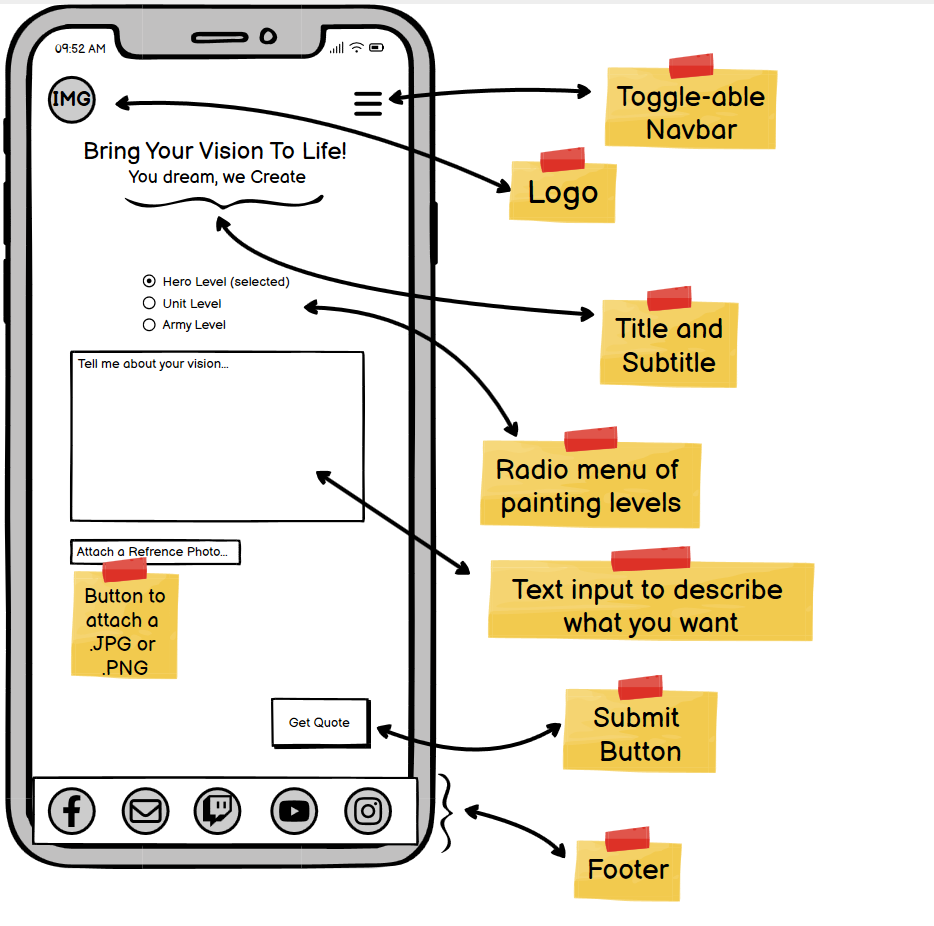 09:52 AM
IMG
Toggle-able
Navbar
Bring Your Vision To Life!
You dream, we Create
Logo
Hero Level (selected)
Unit Level
Army Level
Title and
Subtitle
Tell me about your vision...
Radio menu of
painting levels
Attach a Refrence Photo...
Button to
attach a
.JPG or
.PNG
Text input to describe
what you want
Get Quote
Submit
Button
Footer